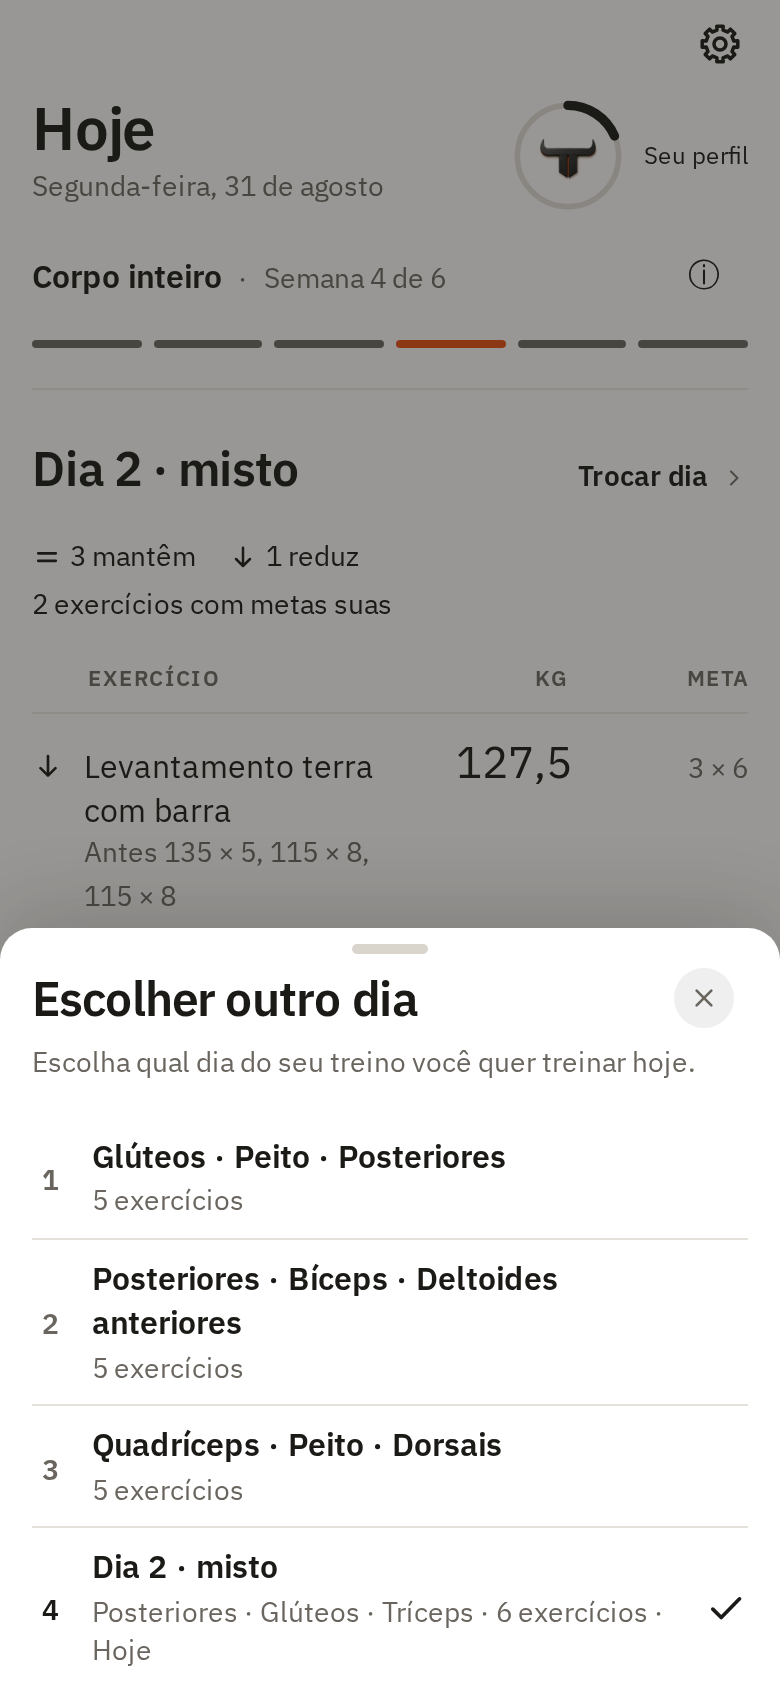 Hoje
Segunda-feira, 31 de agosto
Seu perfil
Corpo inteiro · Semana 4 de 6
Dia 2 · misto
Trocar dia
= 3 mantêm ↓ 1 reduz
2 exercícios com metas suas
EXERCÍCIO KG META
↓ Levantamento terra 127,5 3 × 6
com barra
Antes 135 × 5, 115 × 8,
115 × 8
Escolher outro dia
Escolha qual dia do seu treino você quer treinar hoje.
1
Glúteos · Peito · Posteriores
5 exercícios
2
Posteriores · Bíceps · Deltoides
anteriores
5 exercícios
3
Quadríceps · Peito · Dorsais
5 exercícios
4
Dia 2 · misto
Posteriores · Glúteos · Tríceps · 6 exercícios ·
Hoje